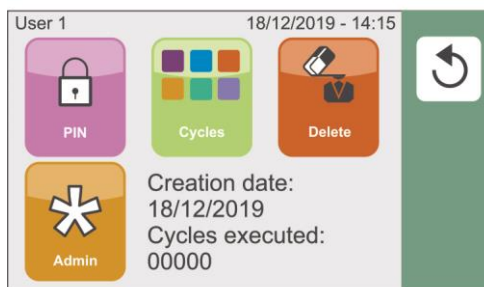 User 1 18/12/2019 - 14:15
PIN Cycles Delete
Admin
Creation date:
18/12/2019
Cycles executed:
00000